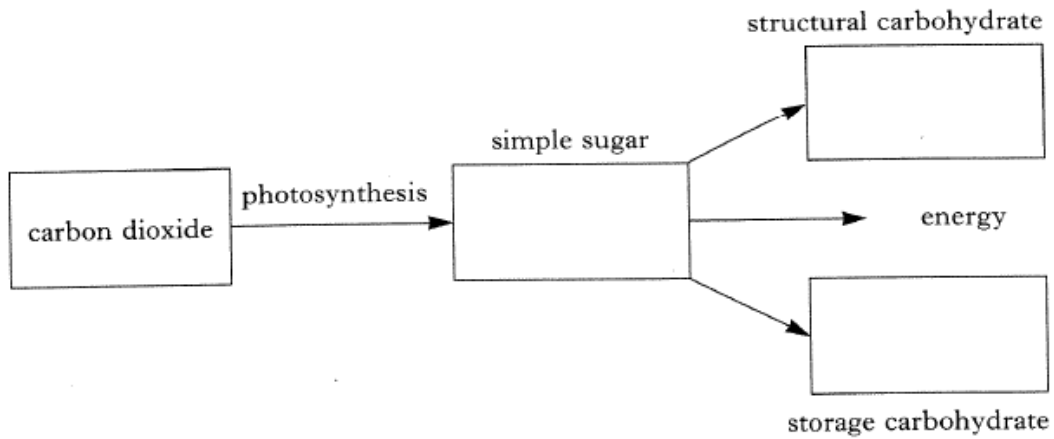 structural carbohydrate
simple sugar
photosynthesis
carbon dioxide
energy
storage carbohydrate